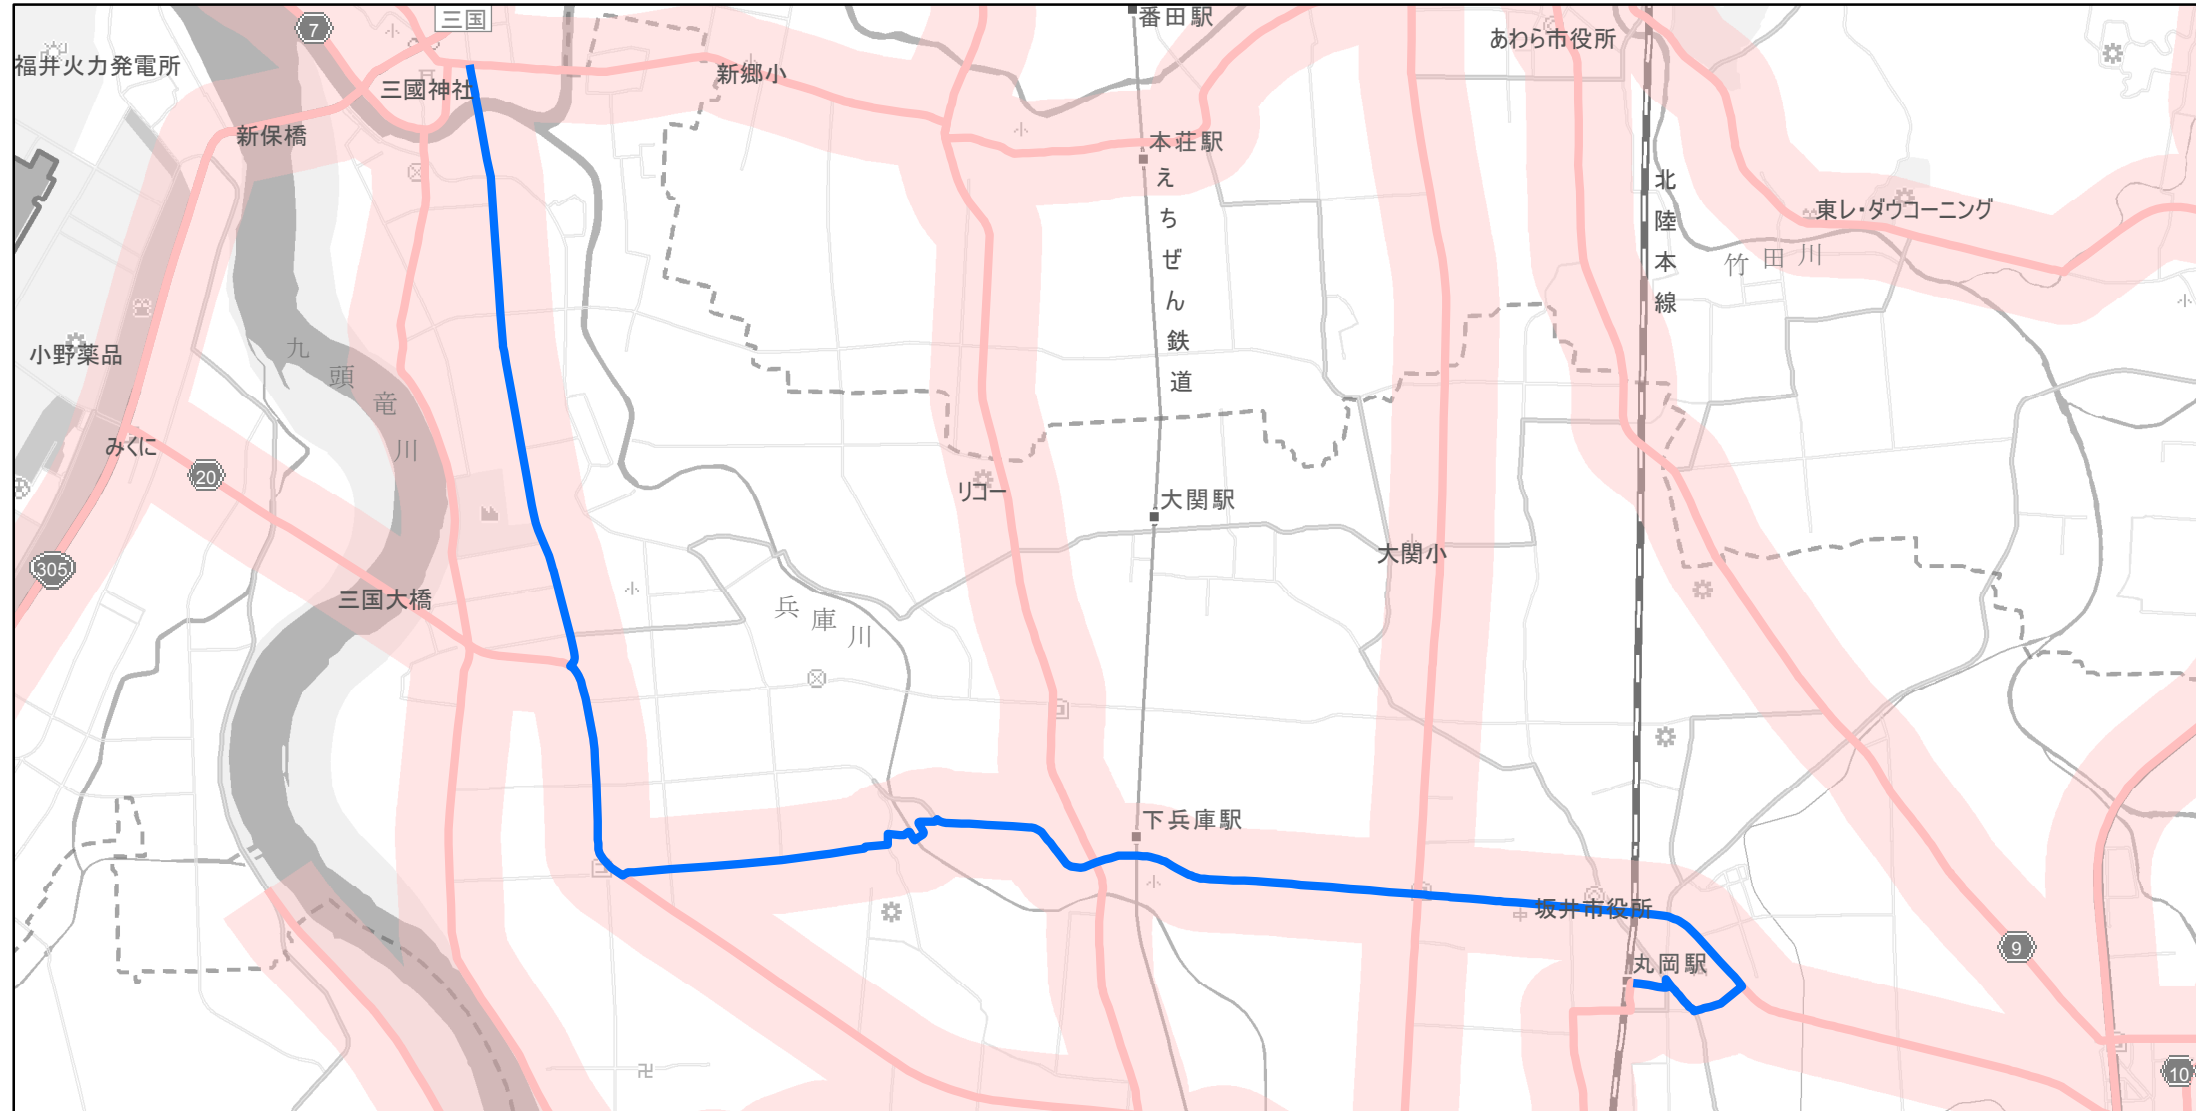 三国
番田駅
7
あわら市役所
福井火力発電所
新郷小
三國神社
新保橋
本荘駅
えちぜん鉄道
北陸本線
東レ・ダウコーニング
竹田川
小野薬品
九頭竜川
みくに
20
リコー
大関駅
大関小
305
三国大橋
兵庫川
下兵庫駅
坂井市役所
中
丸岡駅
9
10